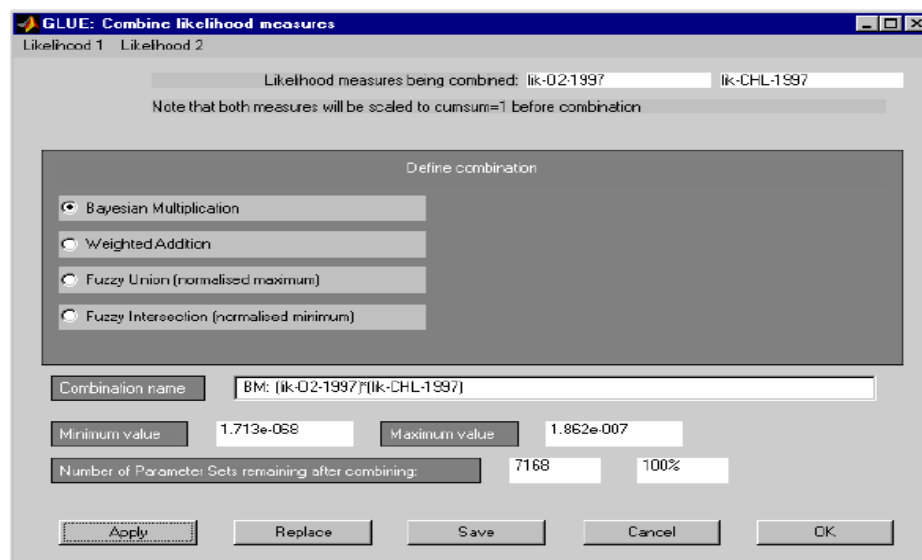 GLUE: Combine likelihood measures
Likelihood 1 Likelihood 2
Likelihood measures being combined: lik-O2-1997 lik-CHL-1997
Note that both measures will be scaled to cumsum=1 before combination
Define combination
Bayesian Multiplication
Weighted Addition
Fuzzy Union (normalised maximum)
Fuzzy Intersection (normalised minimum)
Combination name BM: (lik-O2-1997)*(lik-CHL-1997)
Minimum value 1.713e-068 Maximum value 1.862e-007
Number of Parameter Sets remaining after combining: 7168 100%
Apply Replace Save Cancel OK